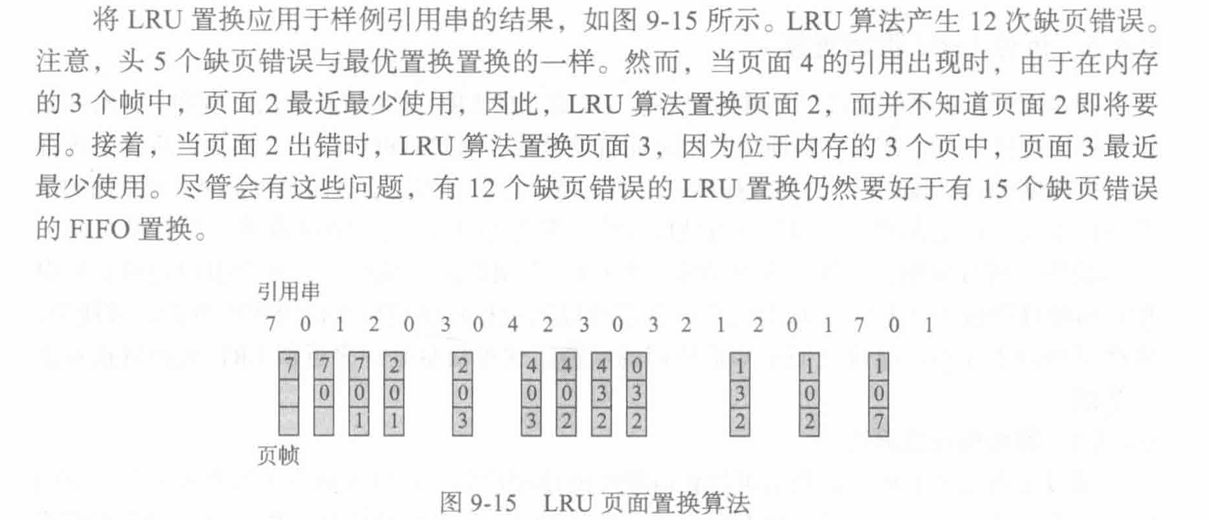 将 LRU 置换应用于样例引用串的结果，如图 9-15 所示。LRU 算法产生 12 次缺页错误。
注意，头 5 个缺页错误与最优置换置换的一样。然而，当页面 4 的引用出现时，由于在内存
的 3 个帧中，页面 2 最近最少使用，因此，LRU 算法置换页面 2，而并不知道页面 2 即将要
用。接着，当页面 2 出错时，LRU 算法置换页面 3，因为位于内存的 3 个页中，页面 3 最近
最少使用。尽管会有这些问题，有 12 个缺页错误的 LRU 置换仍然要好于有 15 个缺页错误
的 FIFO 置换。
引用串
7 0 1 2 0 3 0 4 2 3 0 3 2 1 2 0 1 7 0 1
7 7 7 2 2 4 4 4 0 1 1 1
0 0 0 0 0 0 3 3 3 0 0
1 1 3 3 2 2 2 2 2 7
页帧
图 9-15 LRU 页面置换算法